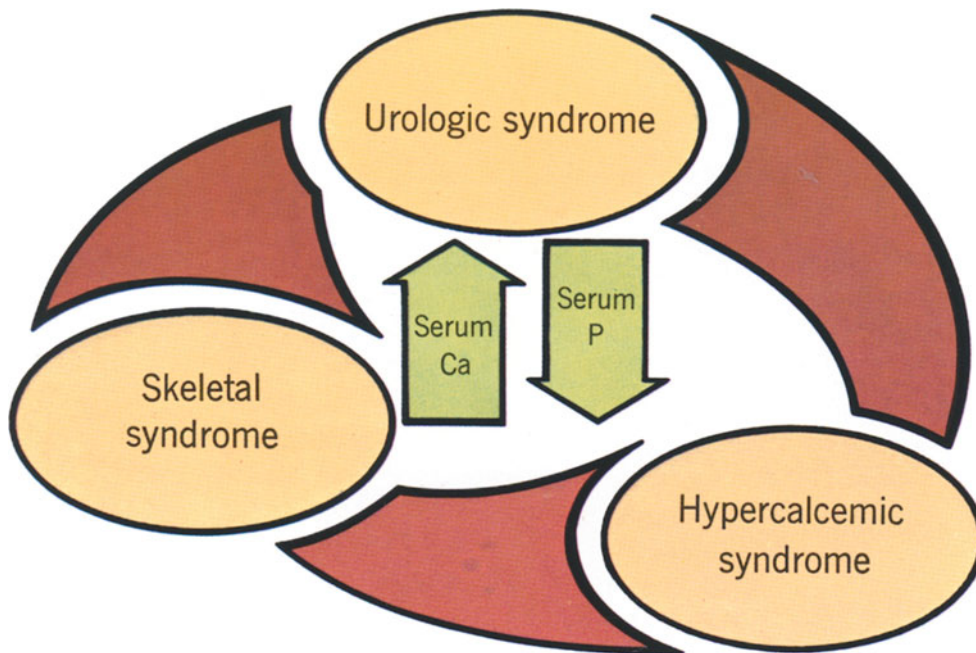 Urologic syndrome
Serum
Ca
Serum
P
Skeletal
syndrome
Hypercalcemic
syndrome